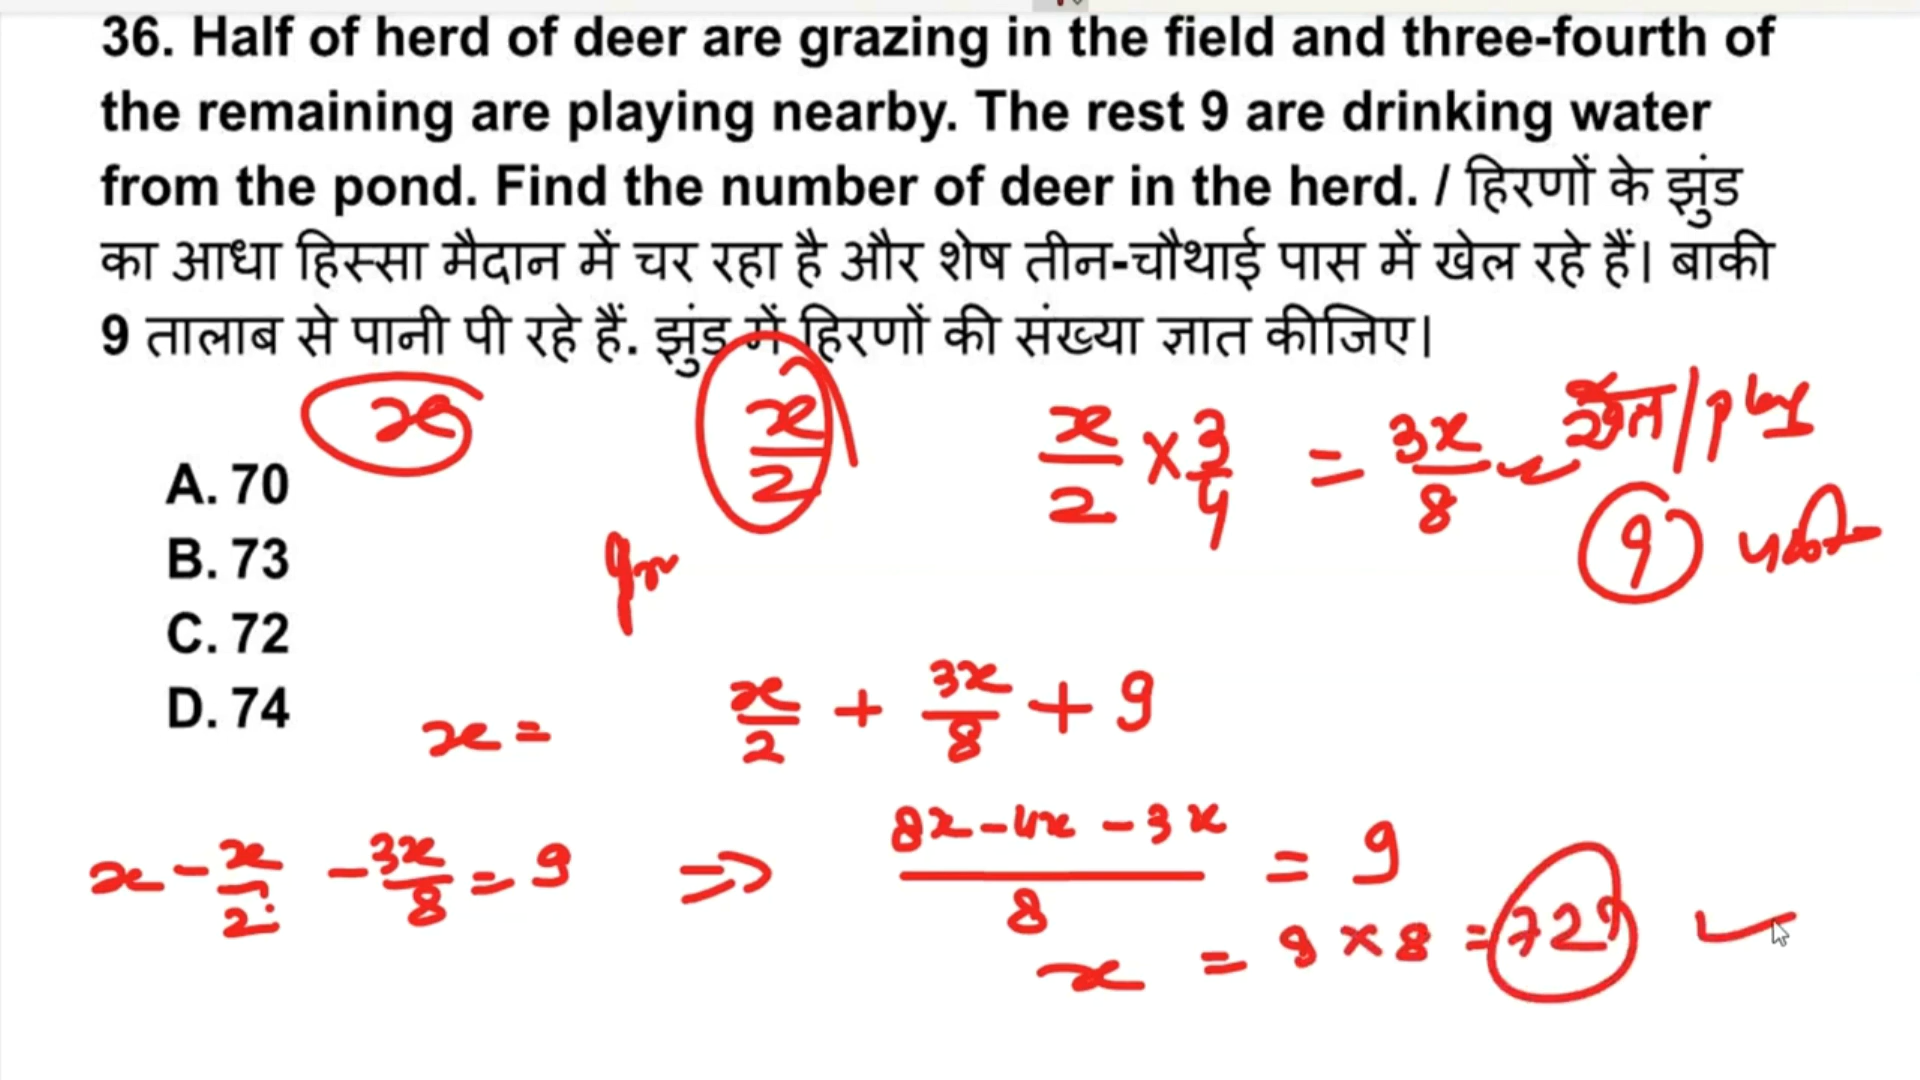 36. Half of herd of deer are grazing in the field and three-fourth of
the remaining are playing nearby. The rest 9 are drinking water
from the pond. Find the number of deer in the herd. / हिरणों के झुंड
का आधा हिस्सा मैदान में चर रहा है और शेष तीन-चौथाई पास में खेल रहे हैं। बाकी
9 तालाब से पानी पी रहे हैं. झुंड में हिरणों की संख्या ज्ञात कीजिए।
x x/2 x/2 × 3/4 = 3x/8 / play
A. 70
9
B. 73
C. 72
D. 74
x = x/2 + 3x/8 + 9
x - x/2 - 3x/8 = 9 ⇒ (8x - 4x - 3x)/8 = 9
x = 9 × 8 = 72